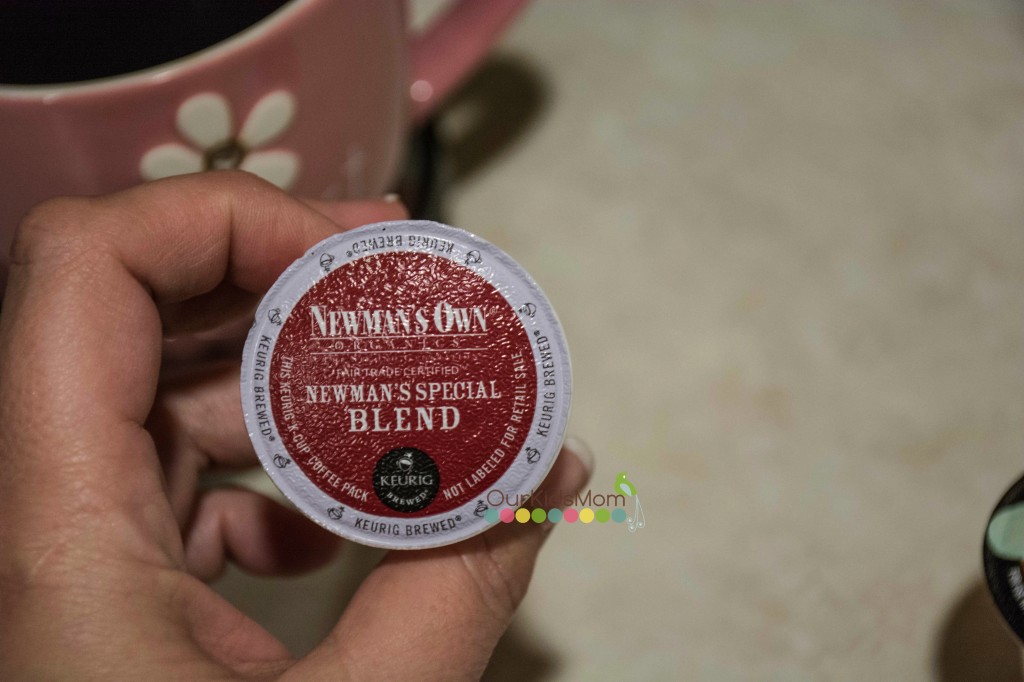 KEURIG BREWED®
NEWMAN'S OWN®
ORGANICS
FAIR TRADE CERTIFIED
NEWMAN'S SPECIAL
BLEND
KEURIG
BREWED®
THIS KEURIG K-CUP COFFEE PACK
NOT LABELED FOR RETAIL SALE
KEURIG BREWED®
KEURIG BREWED®
KEURIG BREWED®
OurKidsMom